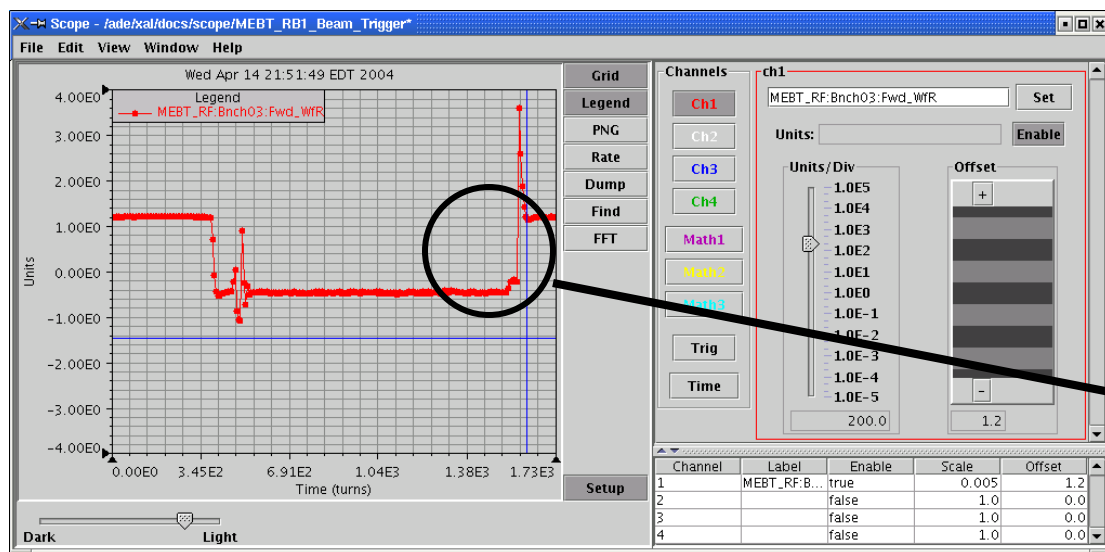 Scope - /ade/xal/docs/scope/MEBT_RB1_Beam_Trigger*
File Edit View Window Help
Wed Apr 14 21:51:49 EDT 2004
Legend
MEBT_RF:Bnch03:Fwd_WfR
4.00E0
3.00E0
2.00E0
1.00E0
0.00E0
-1.00E0
-2.00E0
-3.00E0
-4.00E0
Units
0.00E0 3.45E2 6.91E2 1.04E3 1.38E3 1.73E3
Time (turns)
Dark Light
Grid
Legend
PNG
Rate
Dump
Find
FFT
Setup
Channels
Ch1
Ch2
Ch3
Ch4
Math1
Math2
Math3
Trig
Time
ch1
MEBT_RF:Bnch03:Fwd_WfR Set
Units: Enable
Units/Div
1.0E5
1.0E4
1.0E3
1.0E2
1.0E1
1.0E0
1.0E-1
1.0E-2
1.0E-3
1.0E-4
1.0E-5
200.0
Offset
+
-
1.2
Channel Label Enable Scale Offset
1 MEBT_RF:B... true 0.005 1.2
2 false 1.0 0.0
3 false 1.0 0.0
4 false 1.0 0.0